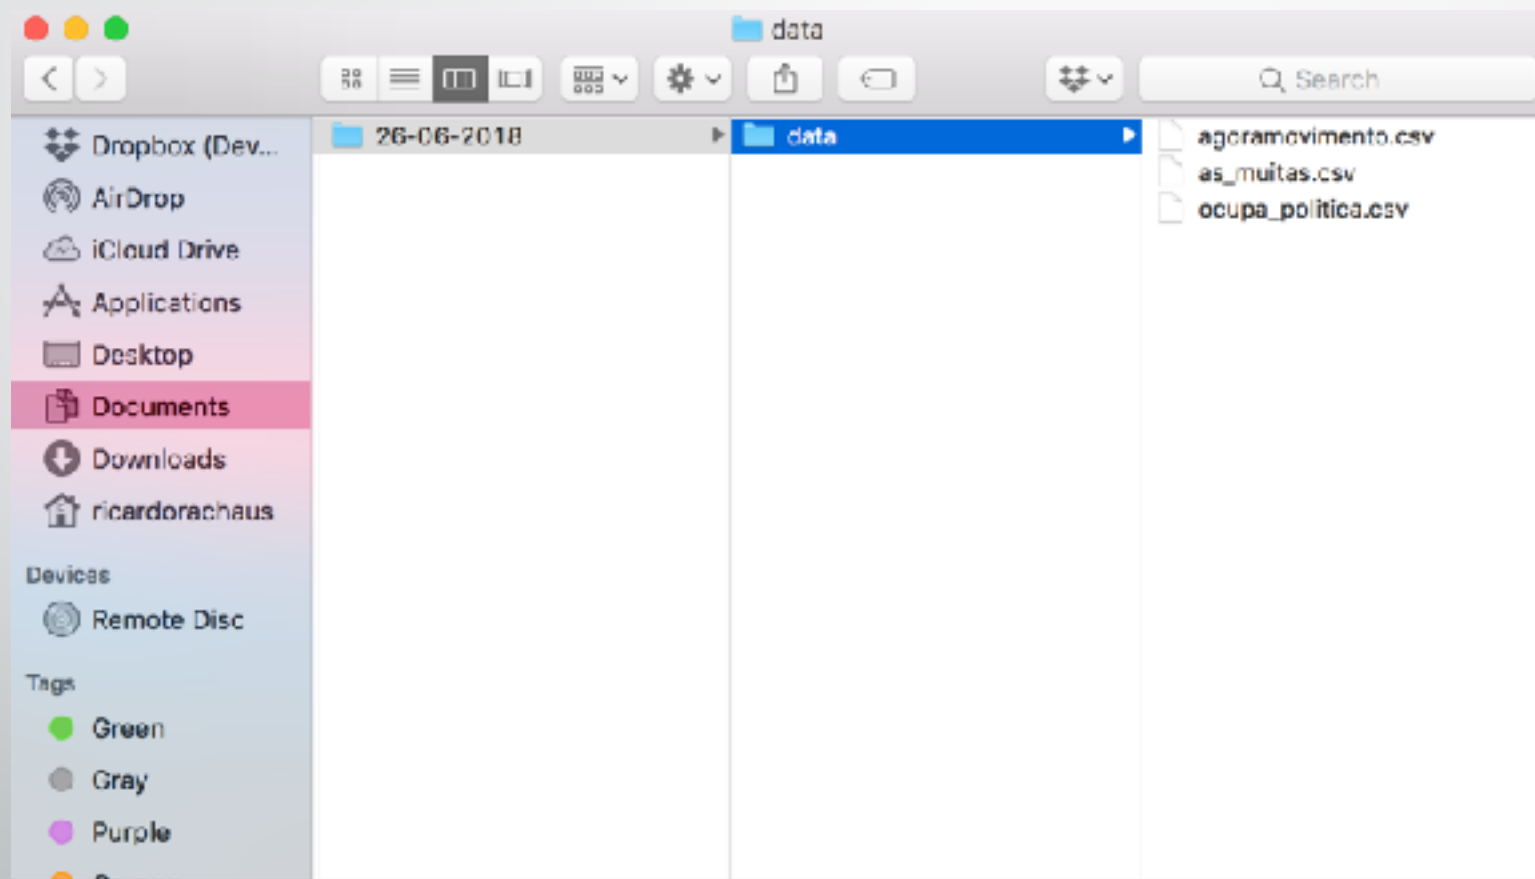 data
Search
Dropbox (Dev...
AirDrop
iCloud Drive
Applications
Desktop
Documents
Downloads
ricardorachaus
Devices
Remote Disc
Tags
Green
Gray
Purple
26-06-2018
data
agoramovimento.csv
as_muitas.csv
ocupa_politica.csv